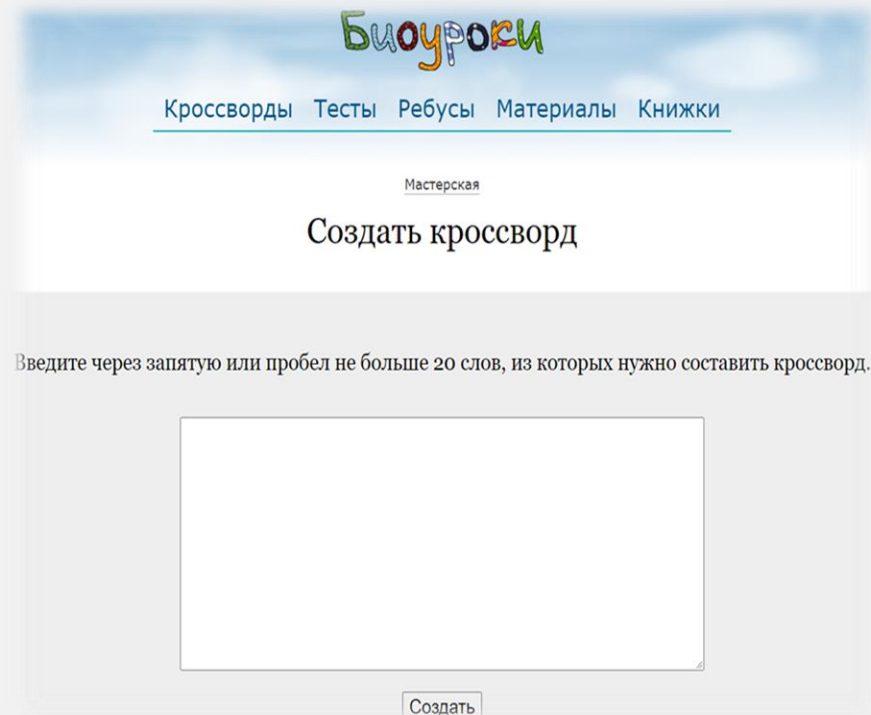 Биоуроки
Кроссворды Тесты Ребусы Материалы Книжки
Мастерская
Создать кроссворд
Введите через запятую или пробел не больше 20 слов, из которых нужно составить кроссворд.
Создать